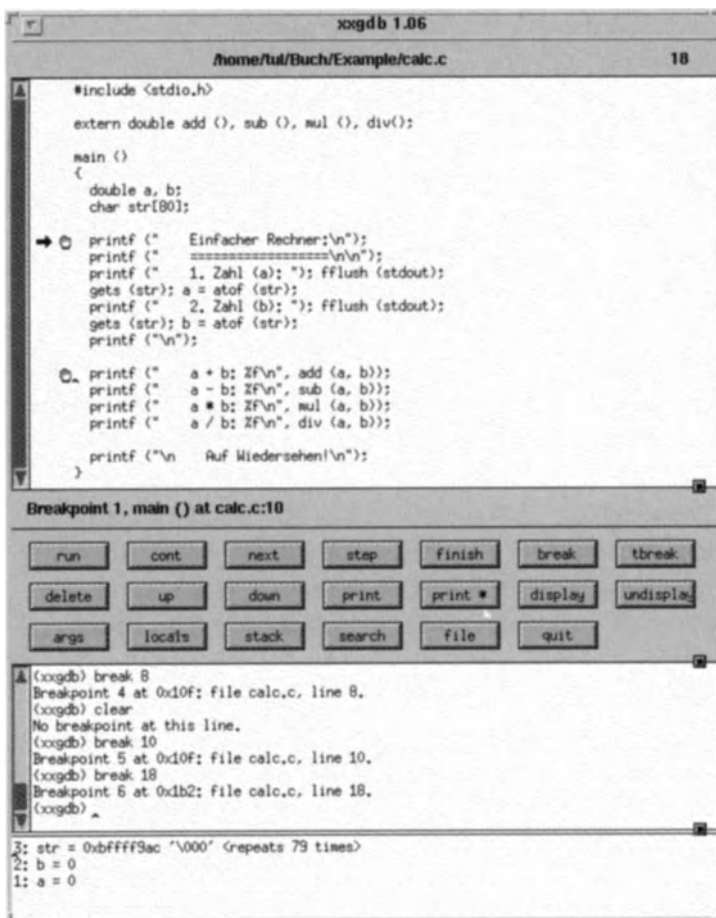 xxgdb 1.06
/home/tul/Buch/Example/calc.c 18
#include <stdio.h>
extern double add (), sub (), mul (), div();
main ()
{
double a, b;
char str[80];
printf ("    Einfacher Rechner:\n");
printf ("    ==================\n\n");
printf ("    1. Zahl (a): "); fflush (stdout);
gets (str); a = atof (str);
printf ("    2. Zahl (b): "); fflush (stdout);
gets (str); b = atof (str);
printf ("\n");
printf ("    a + b: %f\n", add (a, b));
printf ("    a - b: %f\n", sub (a, b));
printf ("    a * b: %f\n", mul (a, b));
printf ("    a / b: %f\n", div (a, b));
printf ("\n    Auf Wiedersehen!\n");
}
Breakpoint 1, main () at calc.c:10
run cont next step finish break tbreak
delete up down print print * display undisplay
args locals stack search file quit
(xxgdb) break 8
Breakpoint 4 at 0x10f: file calc.c, line 8.
(xxgdb) clear
No breakpoint at this line.
(xxgdb) break 10
Breakpoint 5 at 0x10f: file calc.c, line 10.
(xxgdb) break 18
Breakpoint 6 at 0x1b2: file calc.c, line 18.
(xxgdb)
3: str = 0xbffff9ac '\000' <repeats 79 times>
2: b = 0
1: a = 0